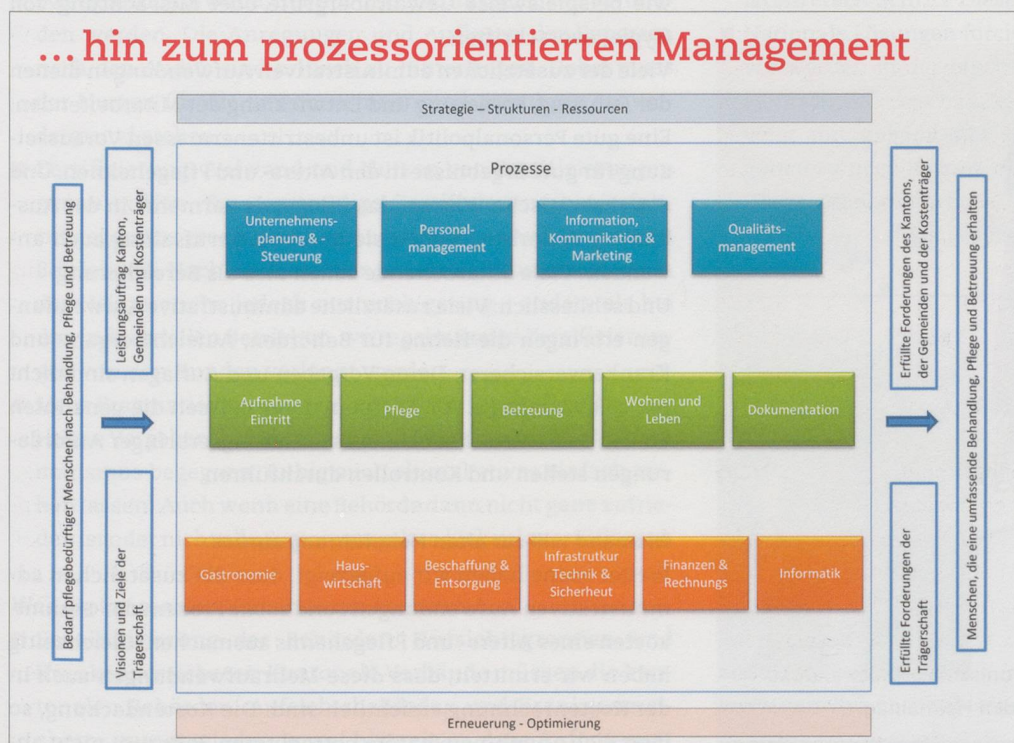 ... hin zum prozessorientierten Management
Strategie – Strukturen - Ressourcen
Prozesse
Bedarf pflegebedüftiger Menschen nach Behandlung, Pflege und Betreuung
Leistungsauftrag Kanton,
Gemeinden und Kostenträger
Visionen und Ziele der
Trägerschaft
Unternehmens-
planung & -
Steuerung
Personal-
management
Information,
Kommunikation &
Marketing
Qualitäts-
management
Aufnahme
Eintritt
Pflege
Betreuung
Wohnen und
Leben
Dokumentation
Gastronomie
Haus-
wirtschaft
Beschaffung &
Entsorgung
Infrastrutkur
Technik &
Sicherheut
Finanzen &
Rechnungs
Informatik
Erfüllte Forderungen des Kantons,
der Gemeinden und der Kostenträger
Erfüllte Forderungen der
Trägerschaft
Menschen, die eine umfassende Behandlung, Pflege und Betreuung erhalten
Erneuerung - Optimierung